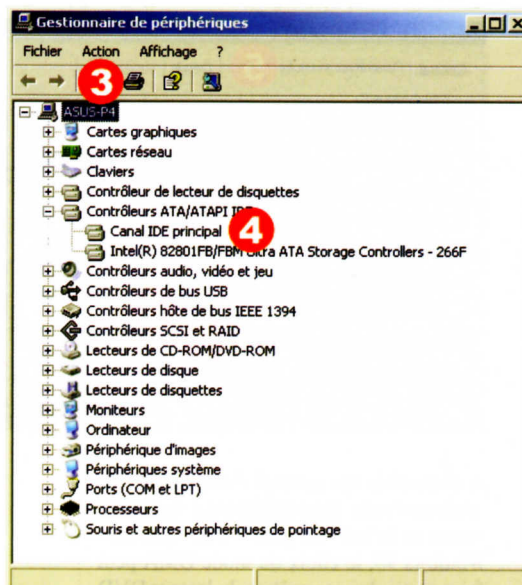 Gestionnaire de périphériques
Fichier Action Affichage ?
3
ASUS-P4
Cartes graphiques
Cartes réseau
Claviers
Contrôleur de lecteur de disquettes
Contrôleurs ATA/ATAPI IDE
Canal IDE principal 4
Intel(R) 82801FB/FBM Ultra ATA Storage Controllers - 266F
Contrôleurs audio, vidéo et jeu
Contrôleurs de bus USB
Contrôleurs hôte de bus IEEE 1394
Contrôleurs SCSI et RAID
Lecteurs de CD-ROM/DVD-ROM
Lecteurs de disque
Lecteurs de disquettes
Moniteurs
Ordinateur
Périphérique d'images
Périphériques système
Ports (COM et LPT)
Processeurs
Souris et autres périphériques de pointage